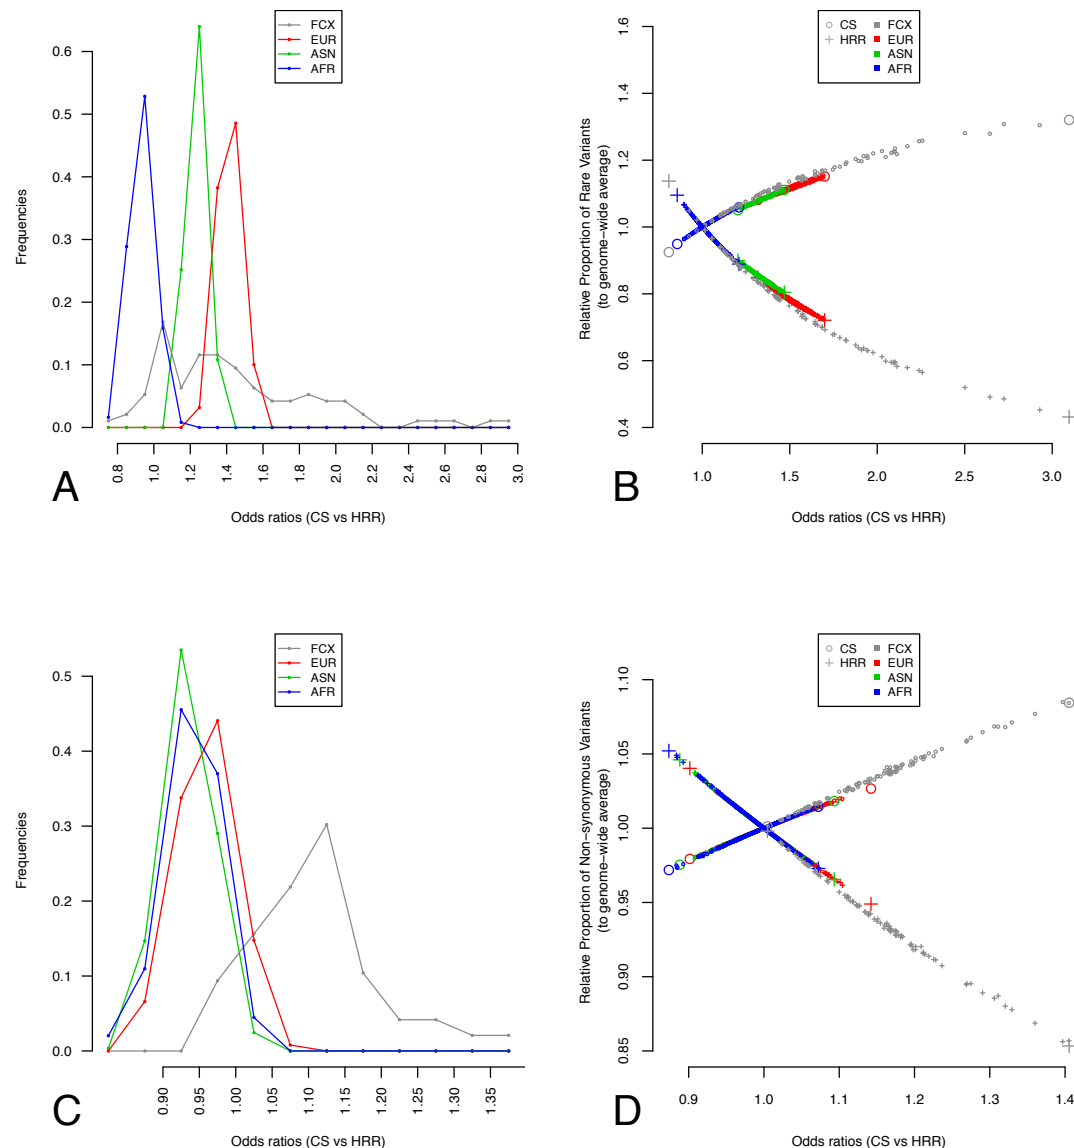 FCX
EUR
ASN
AFR
Frequencies
0.6
0.5
0.4
0.3
0.2
0.1
0.0
0.8 1.0 1.2 1.4 1.6 1.8 2.0 2.2 2.4 2.6 2.8 3.0
A
Odds ratios (CS vs HRR)
CS FCX
HRR EUR
ASN
AFR
Relative Proportion of Rare Variants
(to genome−wide average)
1.6
1.4
1.2
1.0
0.8
0.6
0.4
1.0 1.5 2.0 2.5 3.0
B
Odds ratios (CS vs HRR)
FCX
EUR
ASN
AFR
Frequencies
0.5
0.4
0.3
0.2
0.1
0.0
0.90 0.95 1.00 1.05 1.10 1.15 1.20 1.25 1.30 1.35
C
Odds ratios (CS vs HRR)
CS FCX
HRR EUR
ASN
AFR
Relative Proportion of Non−synonymous Variants
(to genome−wide average)
1.10
1.05
1.00
0.95
0.90
0.85
0.9 1.0 1.1 1.2 1.3 1.4
D
Odds ratios (CS vs HRR)